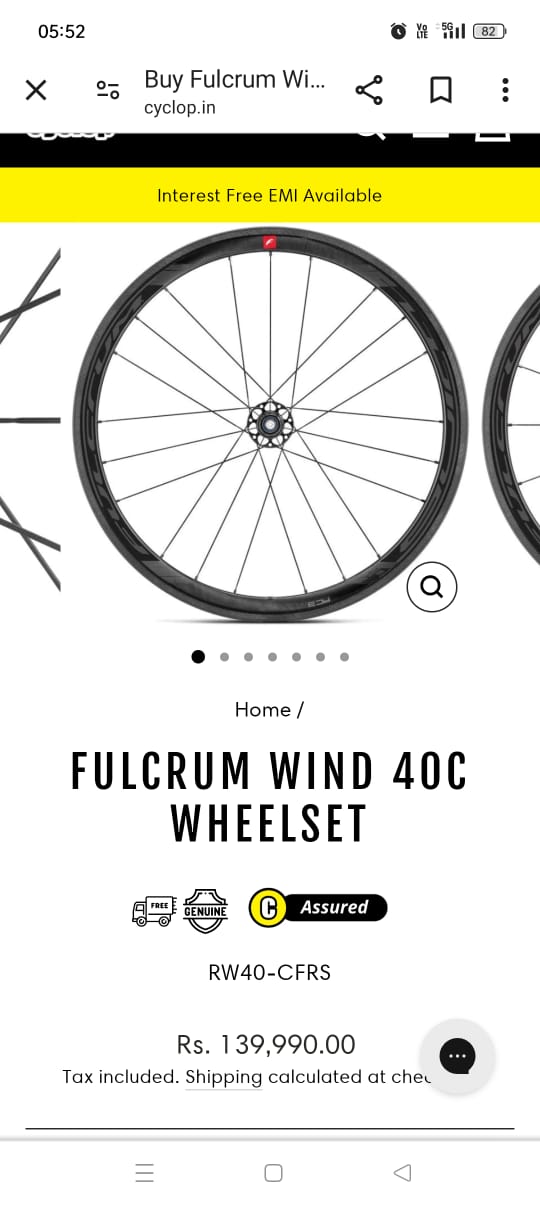 05:52
Vo
LTE
5G
82
Buy Fulcrum Wi...
cyclop.in
Interest Free EMI Available
Home /
FULCRUM WIND 40C
WHEELSET
FREE
GENUINE
C Assured
RW40-CFRS
Rs. 139,990.00
Tax included. Shipping calculated at chec